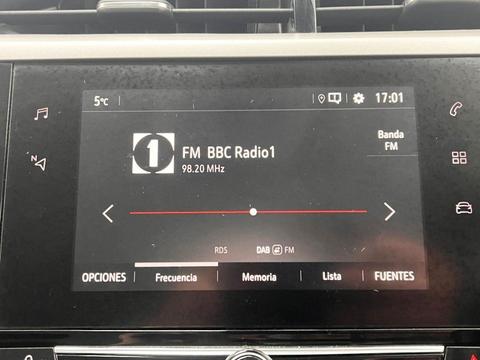 5°C
17:01
1
FM BBC Radio1
98.20 MHz
Banda
FM
N
RDS
DAB FM
OPCIONES Frecuencia Memoria Lista FUENTES